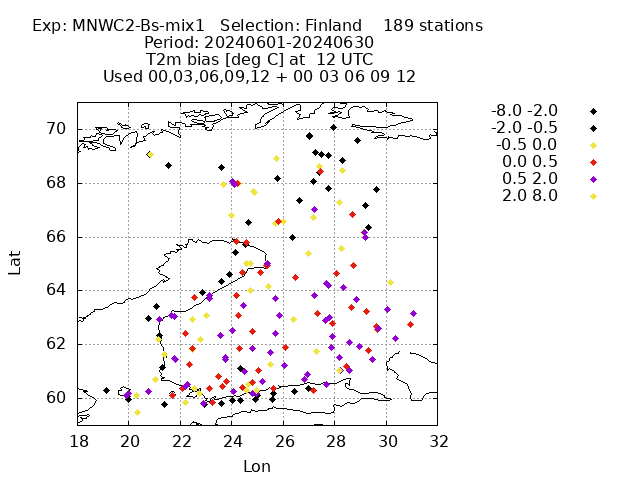 Exp: MNWC2-Bs-mix1   Selection: Finland    189 stations
Period: 20240601-20240630
T2m bias [deg C] at  12 UTC
Used 00,03,06,09,12 + 00 03 06 09 12
-8.0 -2.0
-2.0 -0.5
-0.5 0.0
0.0 0.5
0.5 2.0
2.0 8.0
70
68
66
64
62
60
Lat
18 20 22 24 26 28 30 32
Lon